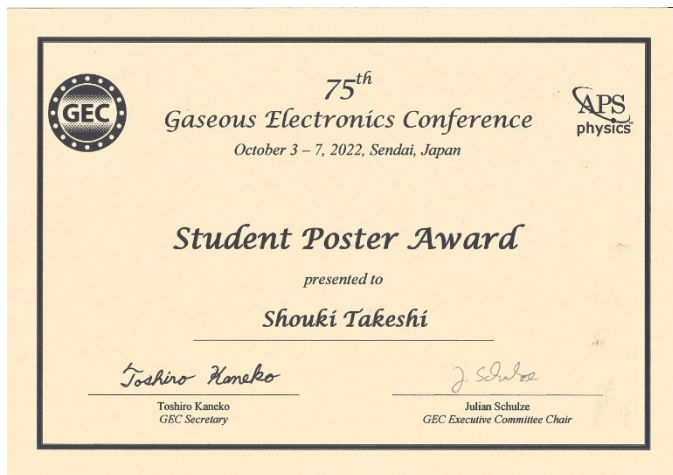 75th
GEC
Gaseous Electronics Conference
APS
physics
October 3 – 7, 2022, Sendai, Japan
Student Poster Award
presented to
Shouki Takeshi
Toshiro Kaneko
J. Schulze
Toshiro Kaneko
Julian Schulze
GEC Secretary
GEC Executive Committee Chair